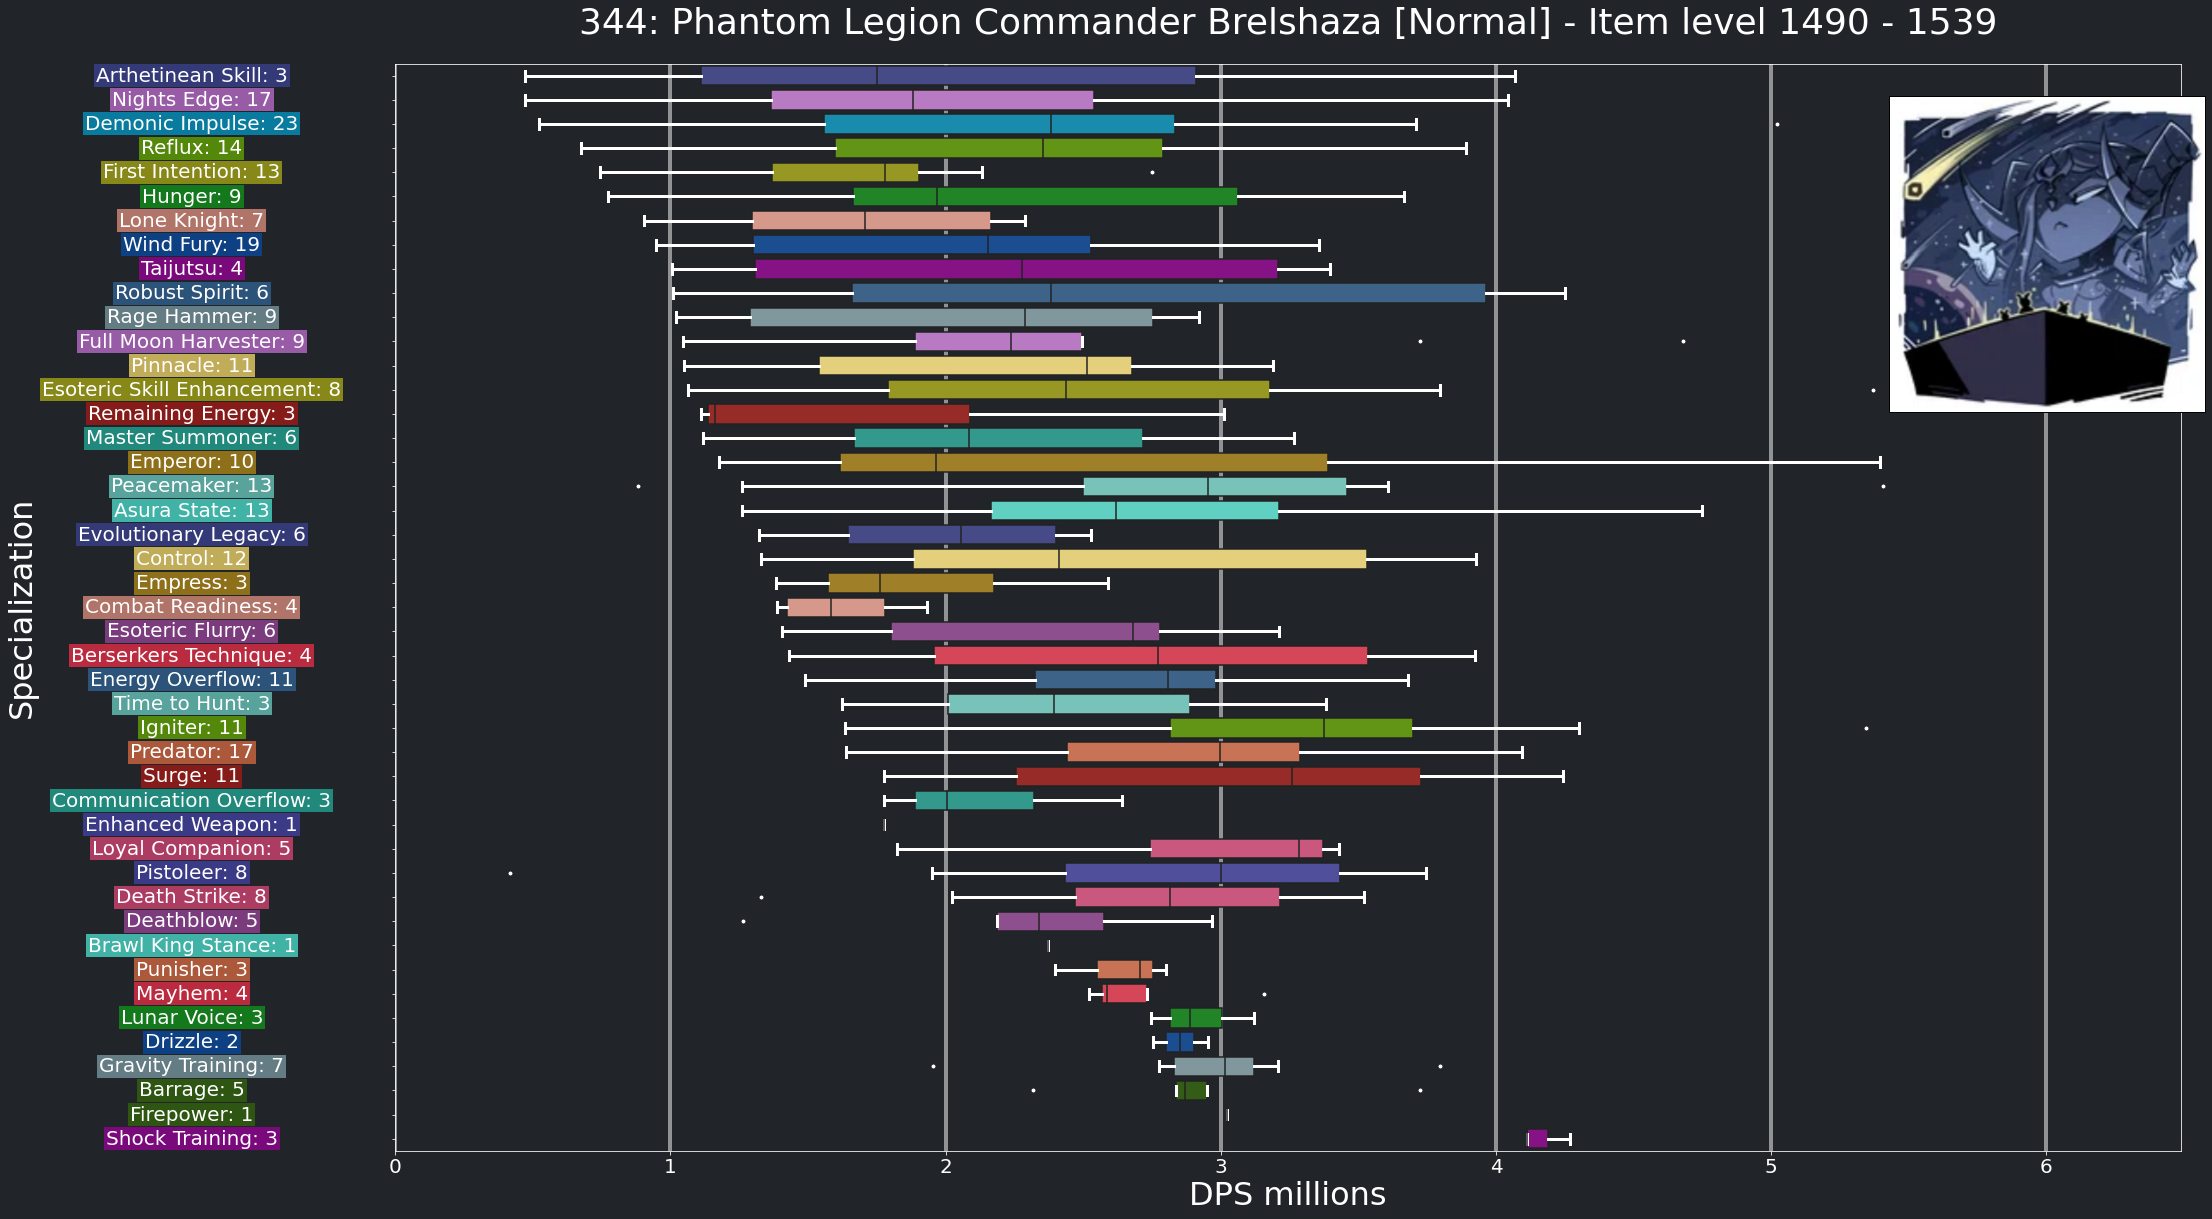 344: Phantom Legion Commander Brelshaza [Normal] - Item level 1490 - 1539
Specialization
Arthetinean Skill: 3
Nights Edge: 17
Demonic Impulse: 23
Reflux: 14
First Intention: 13
Hunger: 9
Lone Knight: 7
Wind Fury: 19
Taijutsu: 4
Robust Spirit: 6
Rage Hammer: 9
Full Moon Harvester: 9
Pinnacle: 11
Esoteric Skill Enhancement: 8
Remaining Energy: 3
Master Summoner: 6
Emperor: 10
Peacemaker: 13
Asura State: 13
Evolutionary Legacy: 6
Control: 12
Empress: 3
Combat Readiness: 4
Esoteric Flurry: 6
Berserkers Technique: 4
Energy Overflow: 11
Time to Hunt: 3
Igniter: 11
Predator: 17
Surge: 11
Communication Overflow: 3
Enhanced Weapon: 1
Loyal Companion: 5
Pistoleer: 8
Death Strike: 8
Deathblow: 5
Brawl King Stance: 1
Punisher: 3
Mayhem: 4
Lunar Voice: 3
Drizzle: 2
Gravity Training: 7
Barrage: 5
Firepower: 1
Shock Training: 3
0 1 2 3 4 5 6
DPS millions